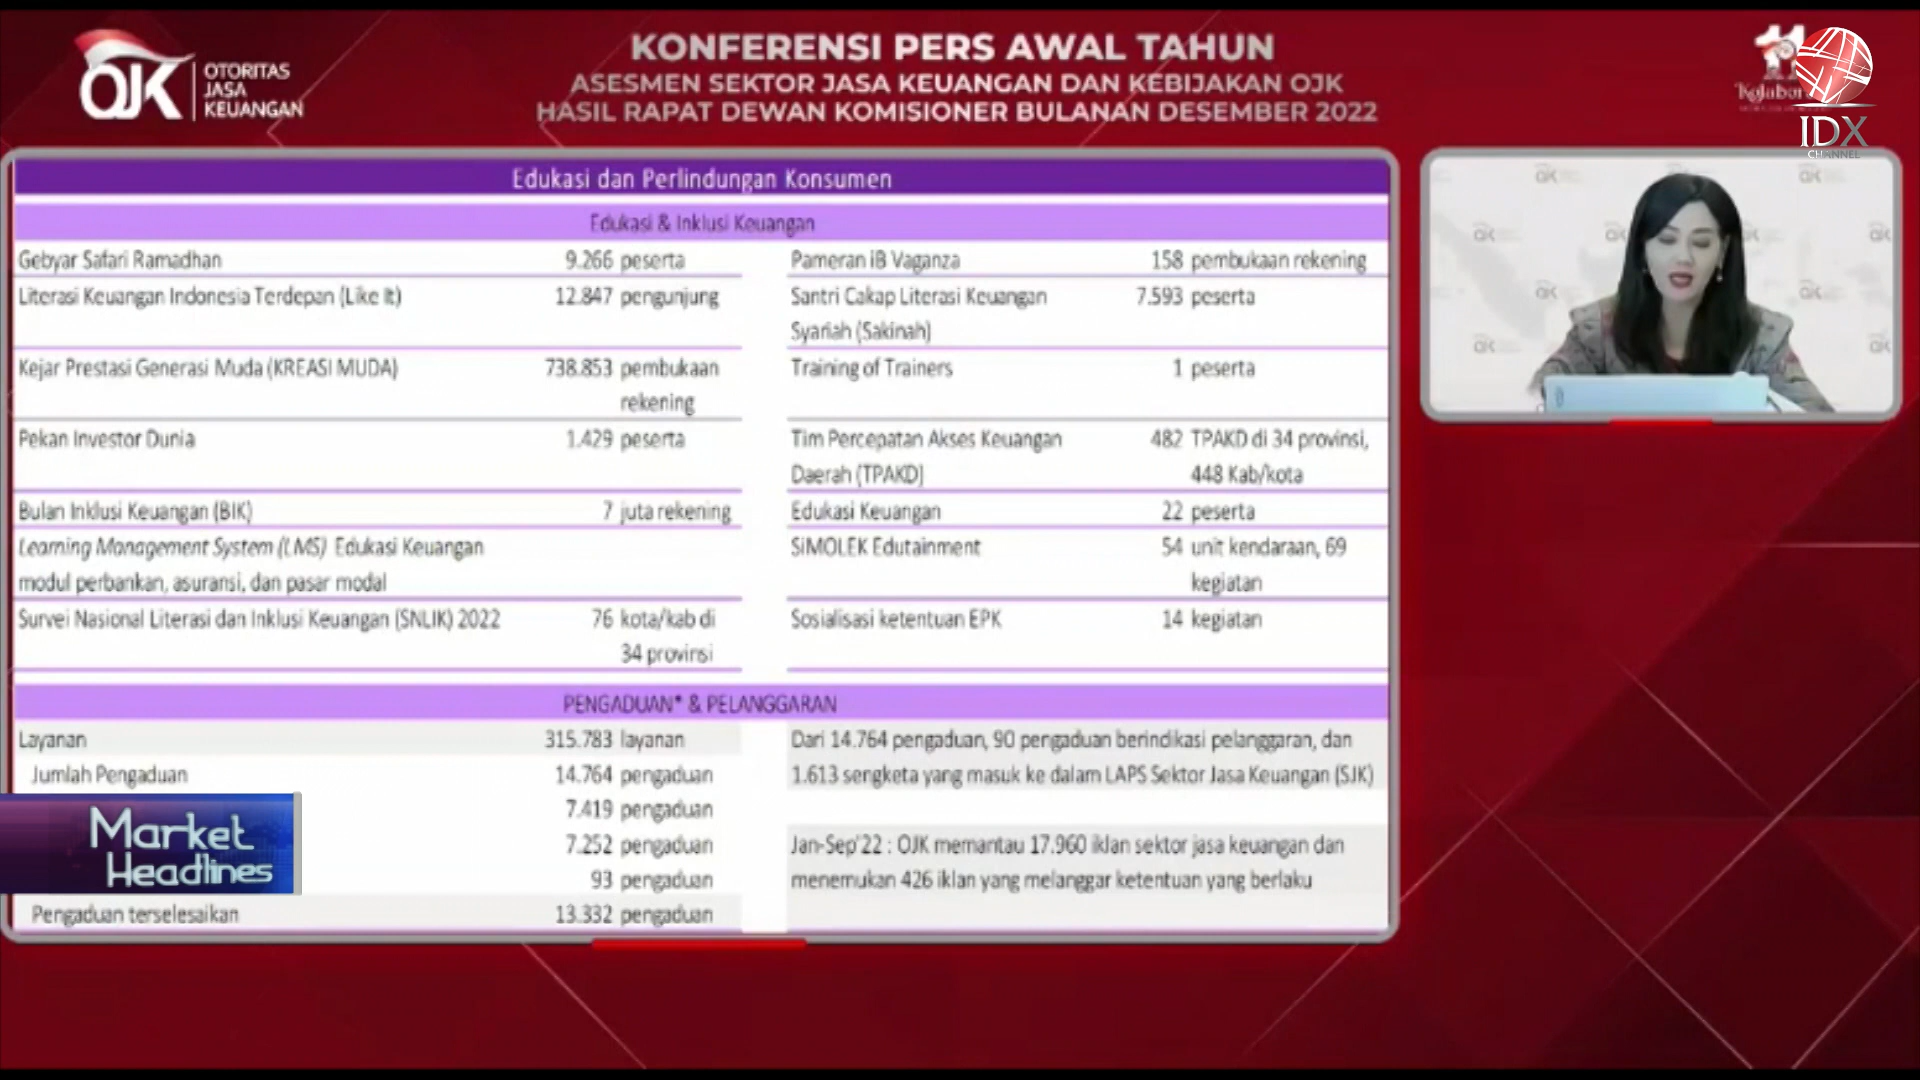 OJK
OTORITAS
JASA
KEUANGAN
KONFERENSI PERS AWAL TAHUN
ASESMEN SEKTOR JASA KEUANGAN DAN KEBIJAKAN OJK
HASIL RAPAT DEWAN KOMISIONER BULANAN DESEMBER 2022
IDX
CHANNEL
Edukasi dan Perlindungan Konsumen
Edukasi & Inklusi Keuangan
Gebyar Safari Ramadhan 9.266 peserta
Literasi Keuangan Indonesia Terdepan (Like It) 12.847 pengunjung
Kejar Prestasi Generasi Muda (KREASI MUDA) 738.853 pembukaan
rekening
Pekan Investor Dunia 1.429 peserta
Bulan Inklusi Keuangan (BIK) 7 juta rekening
Learning Management System (LMS) Edukasi Keuangan
modul perbankan, asuransi, dan pasar modal
Survei Nasional Literasi dan Inklusi Keuangan (SNLIK) 2022 76 kota/kab di
34 provinsi
Pameran iB Vaganza 158 pembukaan rekening
Santri Cakap Literasi Keuangan 7.593 peserta
Syariah (Sakinah)
Training of Trainers 1 peserta
Tim Percepatan Akses Keuangan 482 TPAKD di 34 provinsi,
Daerah (TPAKD) 448 Kab/kota
Edukasi Keuangan 22 peserta
SiMOLEK Edutainment 54 unit kendaraan, 69
kegiatan
Sosialisasi ketentuan EPK 14 kegiatan
PENGADUAN* & PELANGGARAN
Layanan 315.783 layanan
Jumlah Pengaduan 14.764 pengaduan
7.419 pengaduan
7.252 pengaduan
93 pengaduan
Pengaduan terselesaikan 13.332 pengaduan
Dari 14.764 pengaduan, 90 pengaduan berindikasi pelanggaran, dan
1.613 sengketa yang masuk ke dalam LAPS Sektor Jasa Keuangan (SJK)
Jan-Sep'22 : OJK memantau 17.960 iklan sektor jasa keuangan dan
menemukan 426 iklan yang melanggar ketentuan yang berlaku
Market
Headlines